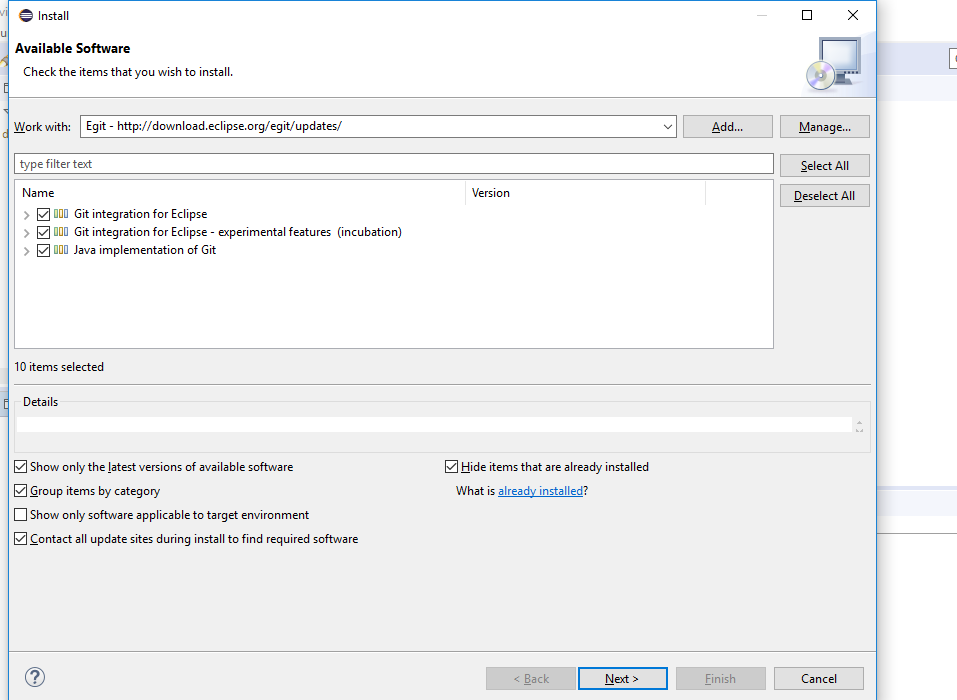 Install
Available Software
Check the items that you wish to install.
Work with: Egit - http://download.eclipse.org/egit/updates/ Add... Manage...
type filter text Select All
Deselect All
Name Version
Git integration for Eclipse
Git integration for Eclipse - experimental features (incubation)
Java implementation of Git
10 items selected
Details
Show only the latest versions of available software Hide items that are already installed
Group items by category What is already installed?
Show only software applicable to target environment
Contact all update sites during install to find required software
? < Back Next > Finish Cancel